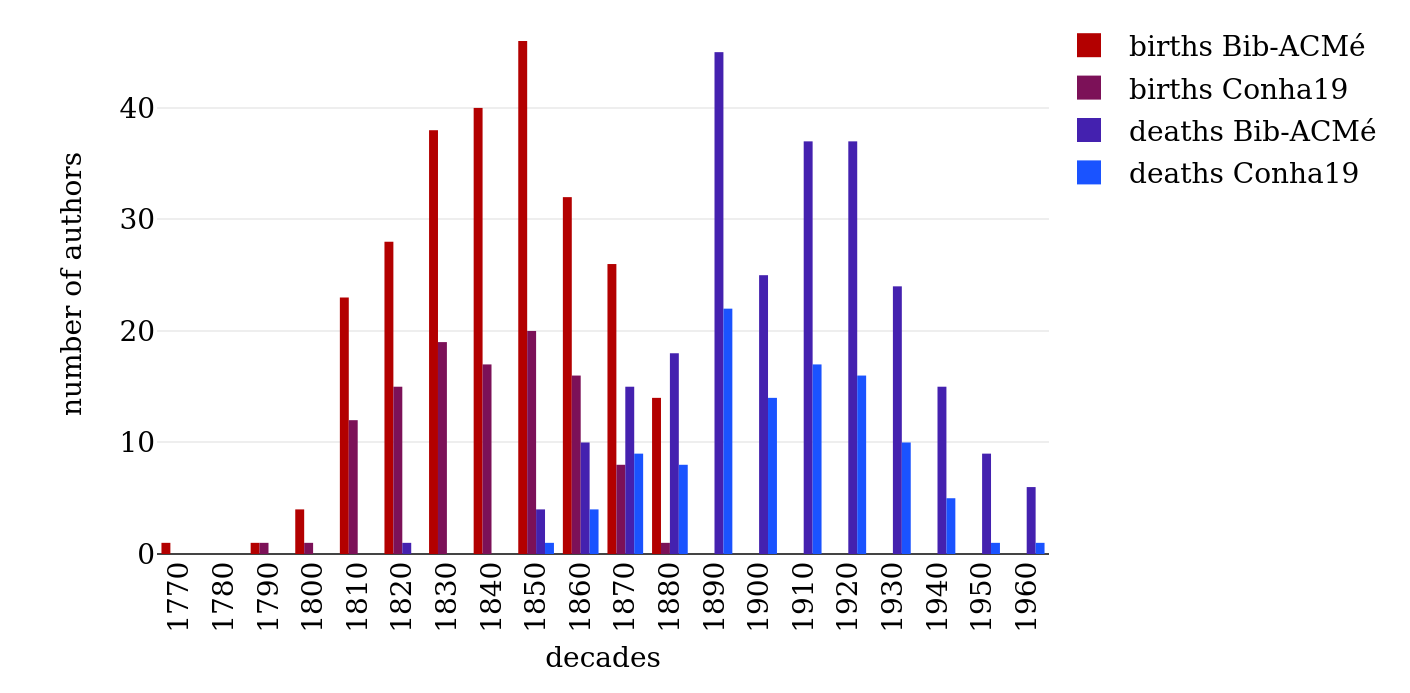 births Bib-ACMé
births Conha19
deaths Bib-ACMé
deaths Conha19
number of authors
40
30
20
10
0
1770 1780 1790 1800 1810 1820 1830 1840 1850 1860 1870 1880 1890 1900 1910 1920 1930 1940 1950 1960
decades